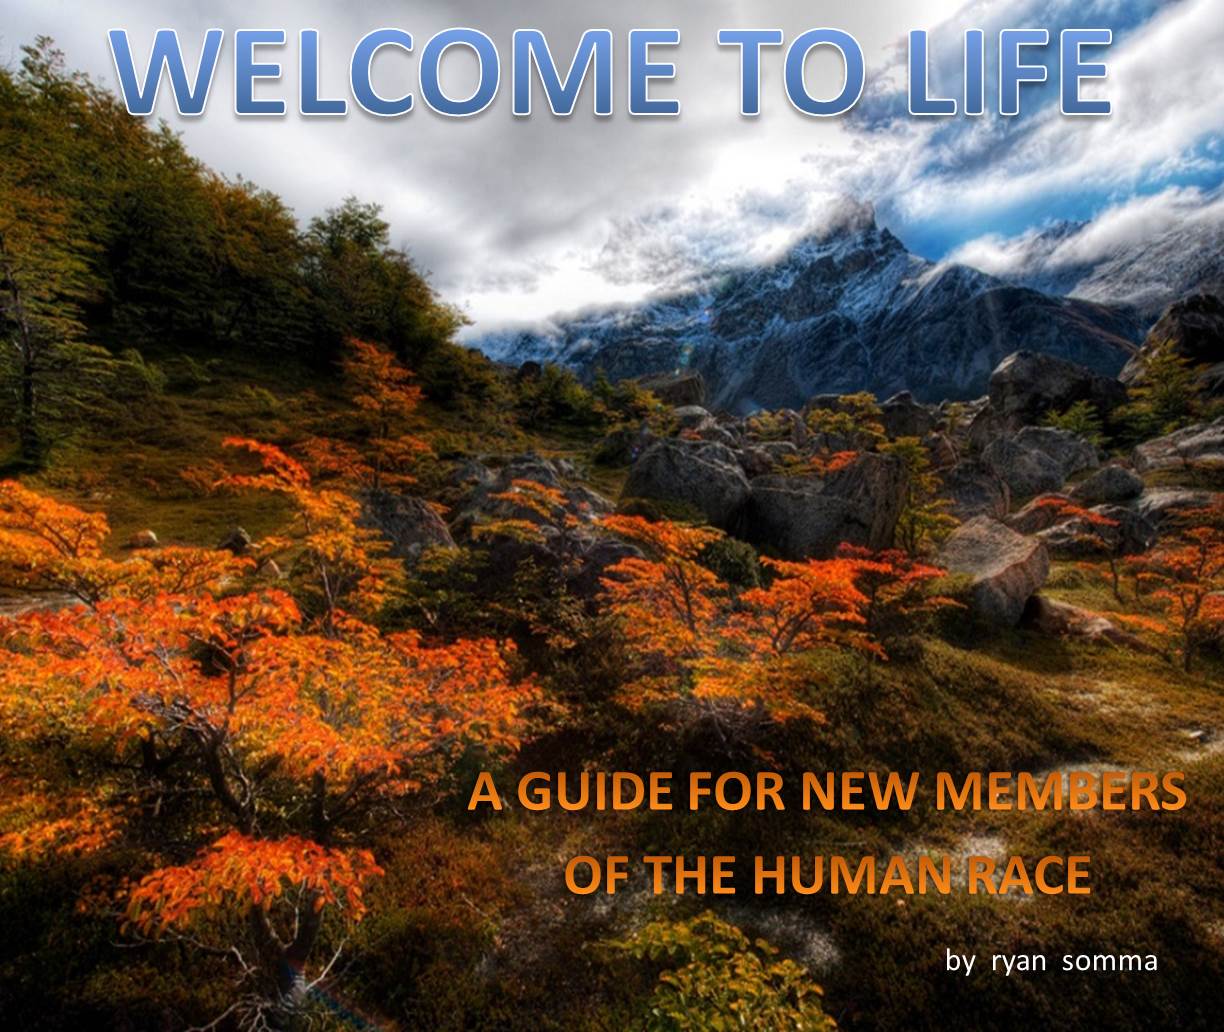 WELCOME TO LIFE
A GUIDE FOR NEW MEMBERS
OF THE HUMAN RACE
by ryan somma